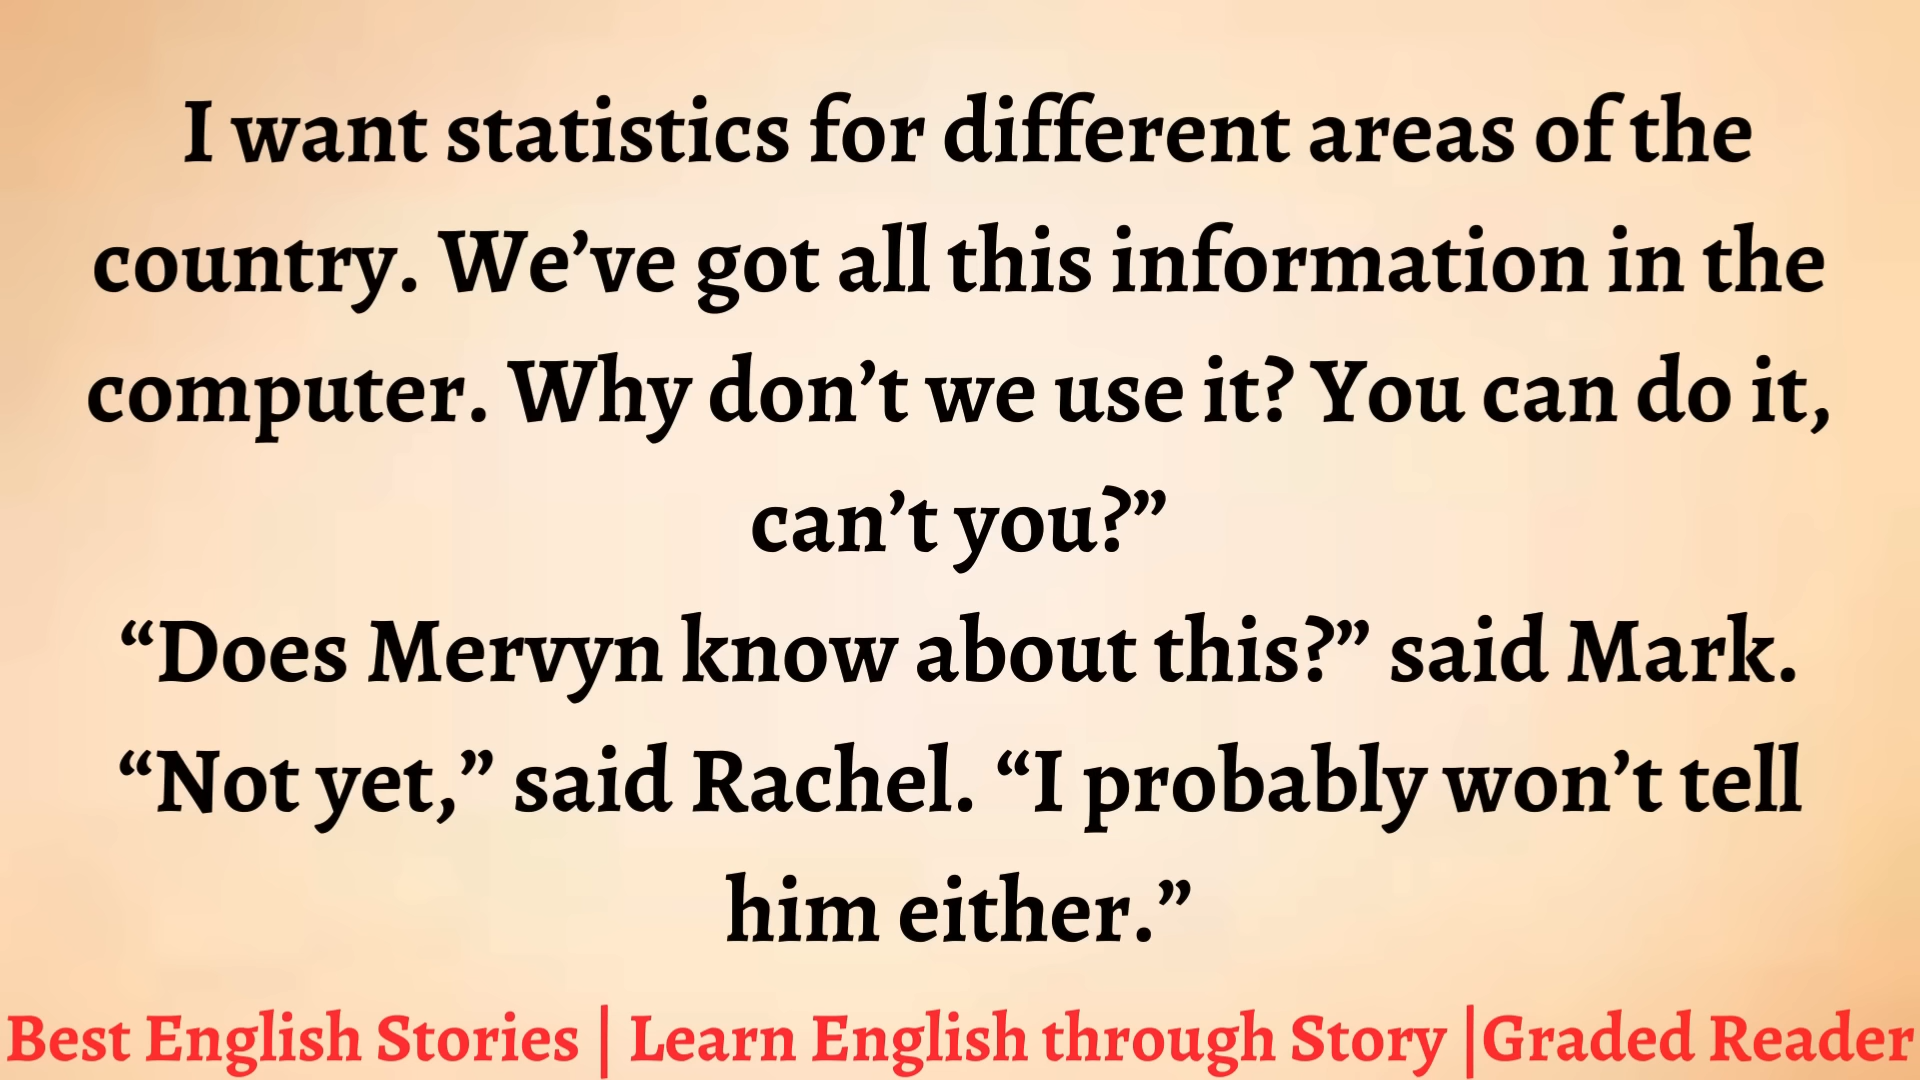 I want statistics for different areas of the
country. We’ve got all this information in the
computer. Why don’t we use it? You can do it,
can’t you?”
“Does Mervyn know about this?” said Mark.
“Not yet,” said Rachel. “I probably won’t tell
him either.”
Best English Stories | Learn English through Story |Graded Reader